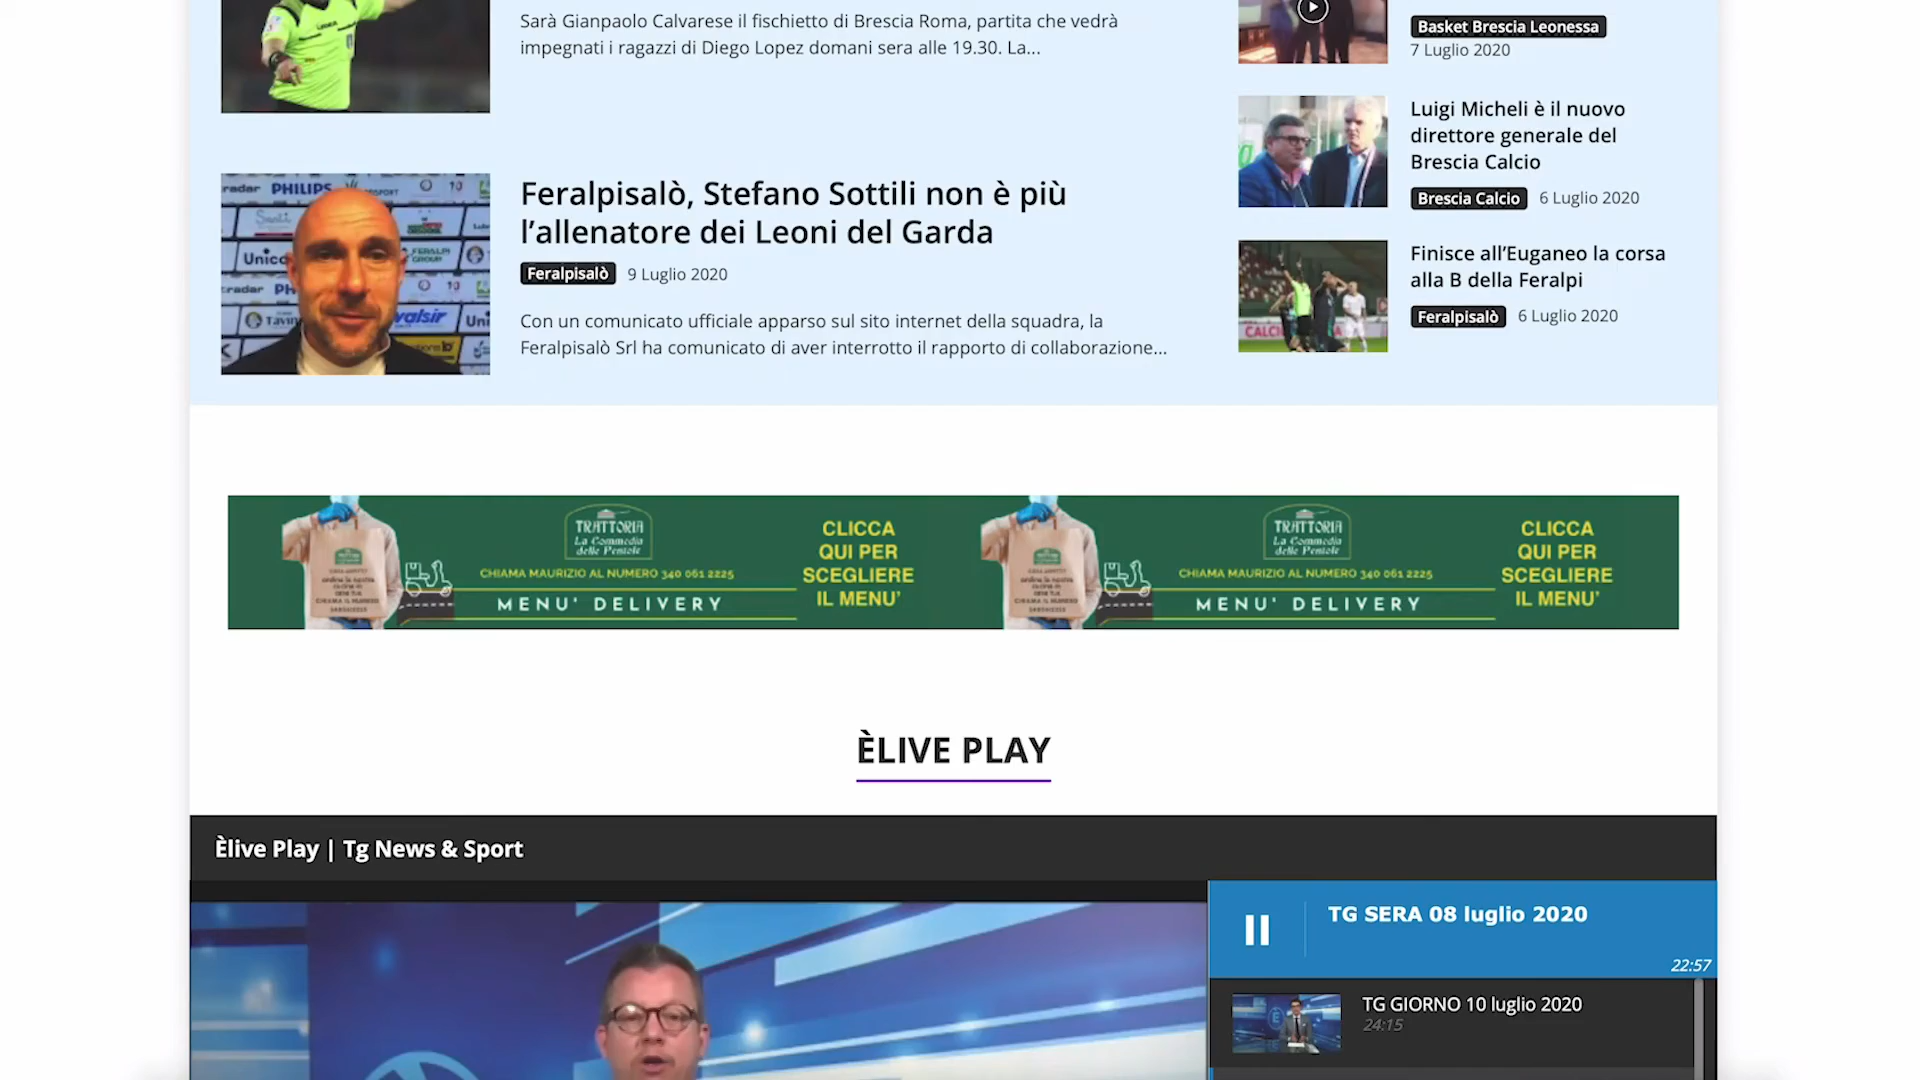 Sarà Gianpaolo Calvarese il fischietto di Brescia Roma, partita che vedrà
impegnati i ragazzi di Diego Lopez domani sera alle 19.30. La...
Feralpisalò, Stefano Sottili non è più
l’allenatore dei Leoni del Garda
Feralpisalò 9 Luglio 2020
Con un comunicato ufficiale apparso sul sito internet della squadra, la
Feralpisalò Srl ha comunicato di aver interrotto il rapporto di collaborazione...
radar PHILIPS
Unico
valsir
Basket Brescia Leonessa
7 Luglio 2020
Luigi Micheli è il nuovo
direttore generale del
Brescia Calcio
Brescia Calcio 6 Luglio 2020
Finisce all’Euganeo la corsa
alla B della Feralpi
Feralpisalò 6 Luglio 2020
TRATTORIA
La Commedia
delle Pentole
CHIAMA MAURIZIO AL NUMERO 340 061 2225
MENU' DELIVERY
CLICCA
QUI PER
SCEGLIERE
IL MENU’
TRATTORIA
La Commedia
delle Pentole
CHIAMA MAURIZIO AL NUMERO 340 061 2225
MENU' DELIVERY
CLICCA
QUI PER
SCEGLIERE
IL MENU’
ÈLIVE PLAY
Èlive Play | Tg News & Sport
TG SERA 08 luglio 2020
22:57
TG GIORNO 10 luglio 2020
24:15